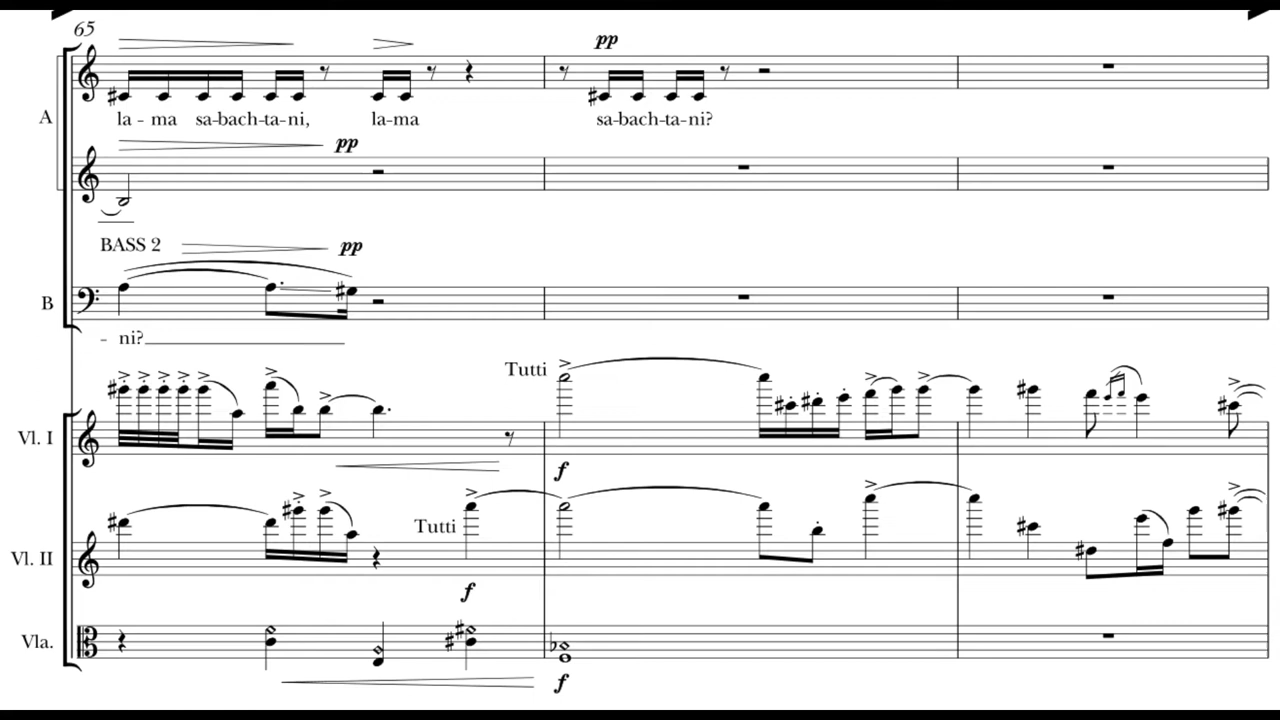 65
pp
A
la - ma sa-bach-ta-ni, la-ma sa-bach-ta-ni?
pp
BASS 2 pp
B
- ni?
Tutti
Vl. I
f
Tutti
Vl. II
f
Vla.
f